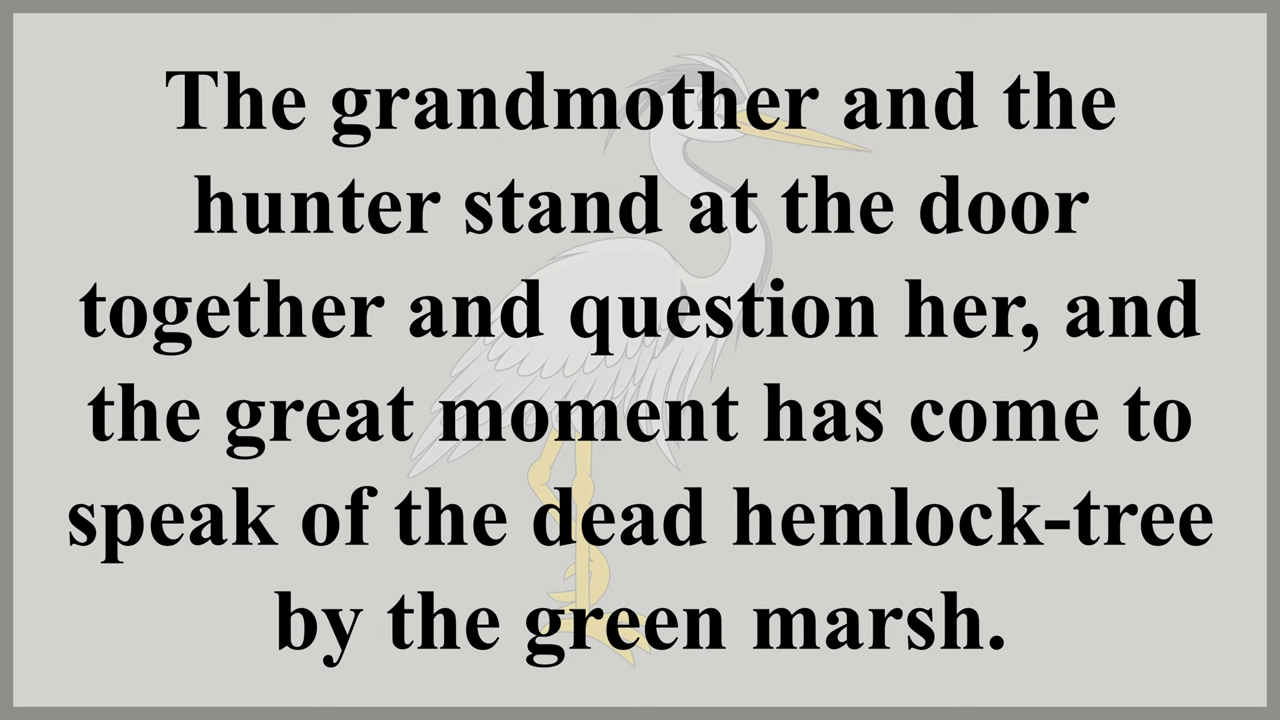 The grandmother and the
hunter stand at the door
together and question her, and
the great moment has come to
speak of the dead hemlock-tree
by the green marsh.